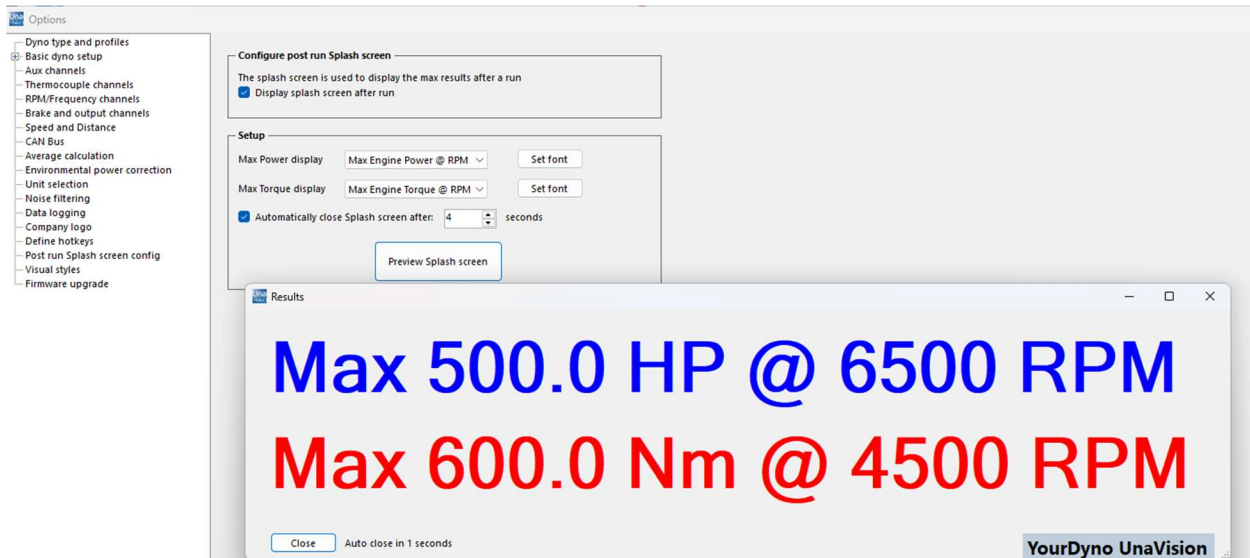 Options
Dyno type and profiles
Basic dyno setup
Aux channels
Thermocouple channels
RPM/Frequency channels
Brake and output channels
Speed and Distance
CAN Bus
Average calculation
Environmental power correction
Unit selection
Noise filtering
Data logging
Company logo
Define hotkeys
Post run Splash screen config
Visual styles
Firmware upgrade
Configure post run Splash screen
The splash screen is used to display the max results after a run
Display splash screen after run
Setup
Max Power display Max Engine Power @ RPM Set font
Max Torque display Max Engine Torque @ RPM Set font
Automatically close Splash screen after: 4 seconds
Preview Splash screen
Results
Max 500.0 HP @ 6500 RPM
Max 600.0 Nm @ 4500 RPM
Close Auto close in 1 seconds
YourDyno UnaVision